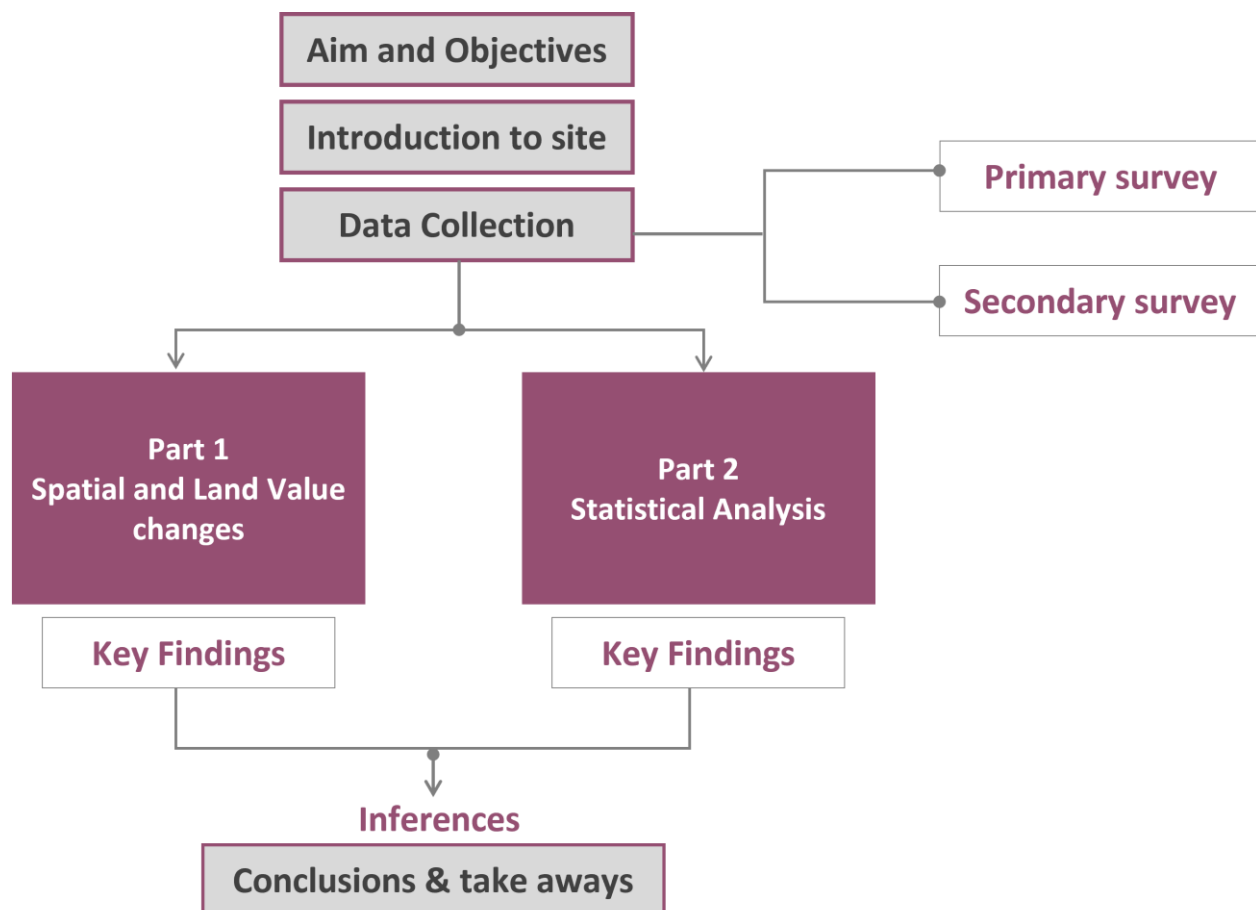 Aim and Objectives
Introduction to site
Data Collection
Primary survey
Secondary survey
Part 1
Spatial and Land Value
changes
Part 2
Statistical Analysis
Key Findings
Key Findings
Inferences
Conclusions & take aways